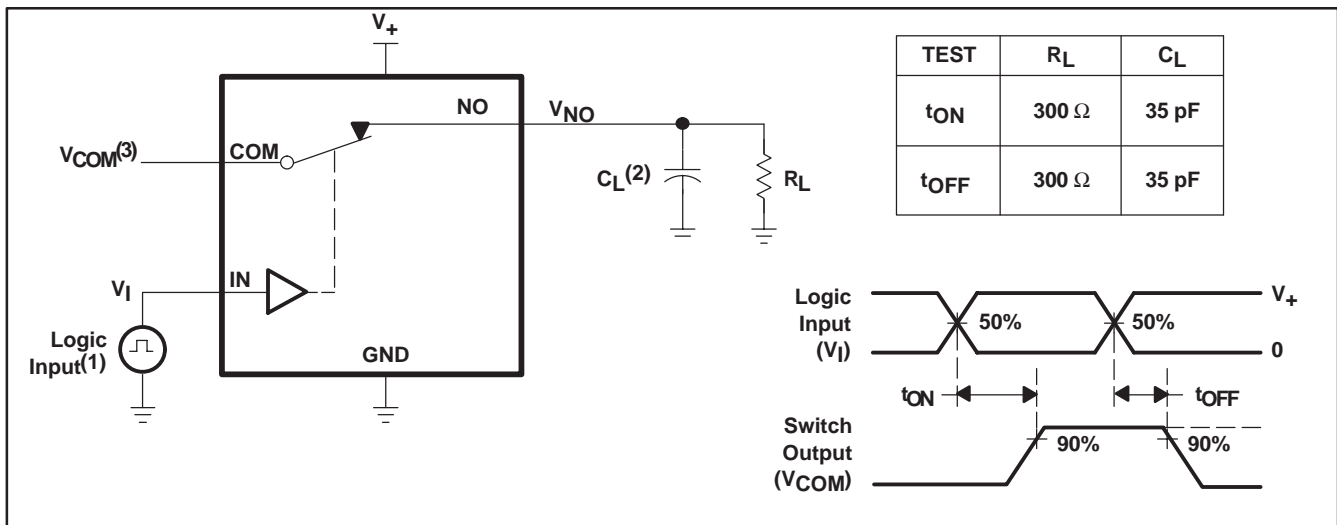 V+
NO
VNO
VCOM(3)
COM
CL(2)
RL
VI
IN
Logic
Input(1)
GND
TEST RL CL
tON 300 Ω 35 pF
tOFF 300 Ω 35 pF
Logic
Input
(VI)
50%
50%
V+
0
tON
tOFF
Switch
Output
(VCOM)
90%
90%